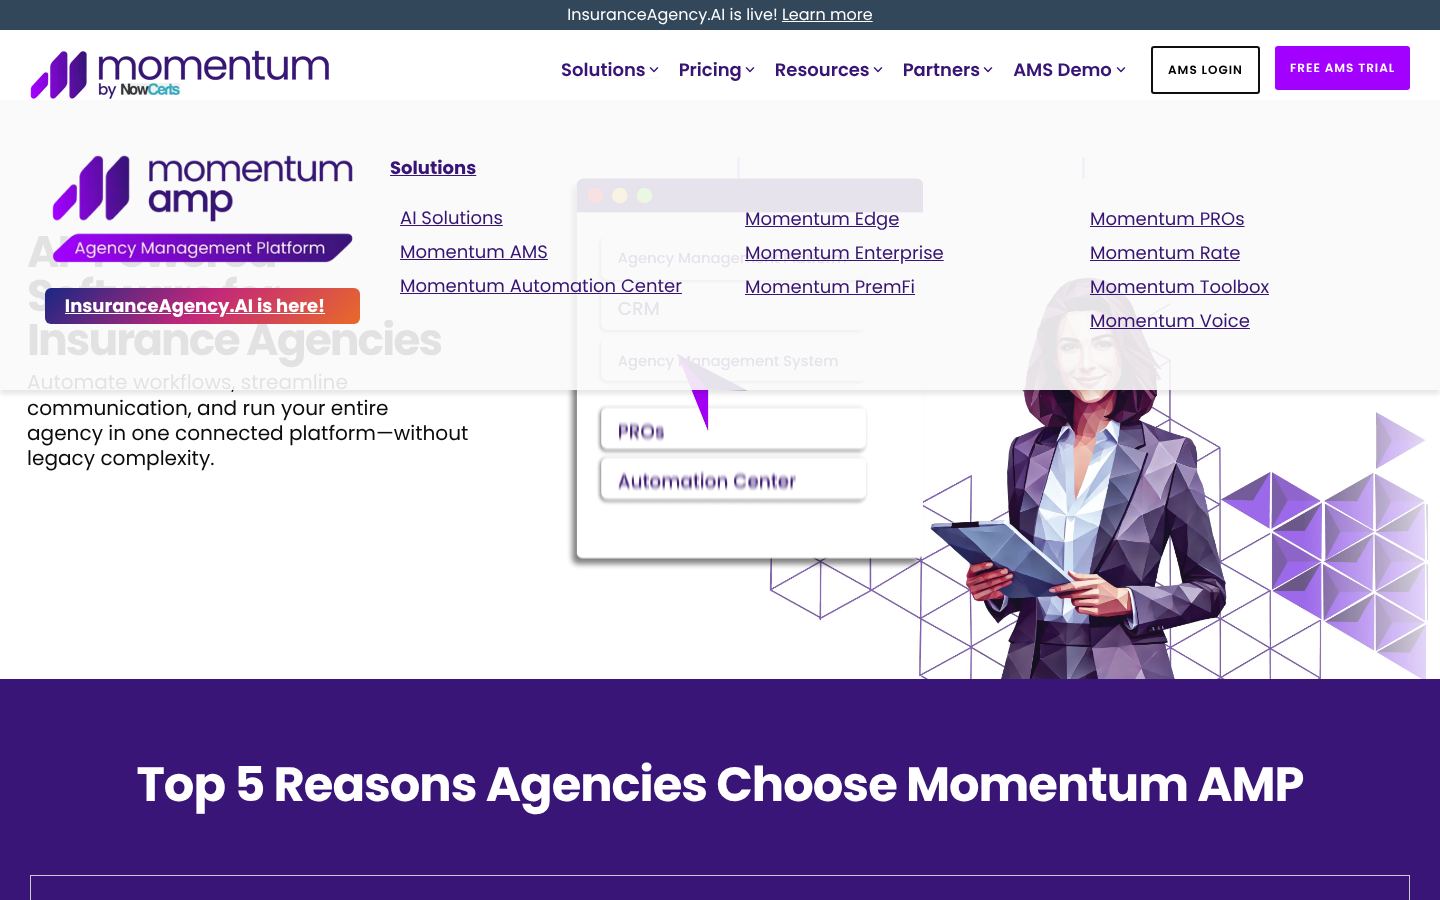 InsuranceAgency.AI is live! Learn more
momentum
by NowCerts
Solutions
Pricing
Resources
Partners
AMS Demo
AMS LOGIN
FREE AMS TRIAL
momentum
amp
Agency Management Platform
InsuranceAgency.AI is here!
Solutions
AI Solutions
Momentum AMS
Momentum Automation Center
Momentum Edge
Momentum Enterprise
Momentum PremFi
Momentum PROs
Momentum Rate
Momentum Toolbox
Momentum Voice
AI-Powered
Software for
Insurance Agencies
Automate workflows, streamline
communication, and run your entire
agency in one connected platform—without
legacy complexity.
CRM
Agency Management System
PROs
Automation Center
Top 5 Reasons Agencies Choose Momentum AMP